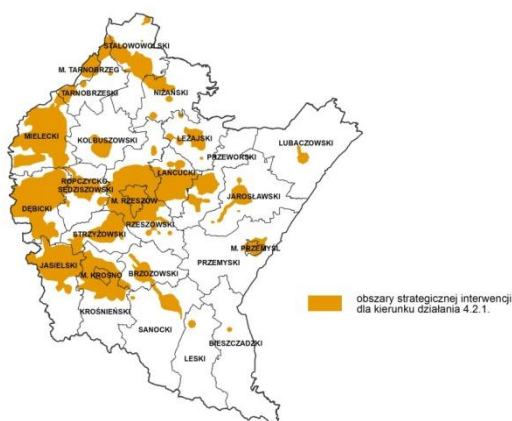 STALOWOWOLSKI
M. TARNOBRZEG
TARNOBRZESKI
NIŻAŃSKI
MIELECKI
KOLBUSZOWSKI
LEŻAJSKI
LUBACZOWSKI
PRZEWORSKI
ROPCZYCKO-
SĘDZISZOWSKI
ŁAŃCUCKI
DĘBICKI
M. RZESZÓW
JAROSŁAWSKI
RZESZOWSKI
STRZYŻOWSKI
M. PRZEMYŚL
JASIELSKI
M. KROSNO
BRZOZOWSKI
PRZEMYSKI
KROŚNIEŃSKI
SANOCKI
LESKI
BIESZCZADZKI
obszary strategicznej interwencji
dla kierunku działania 4.2.1.